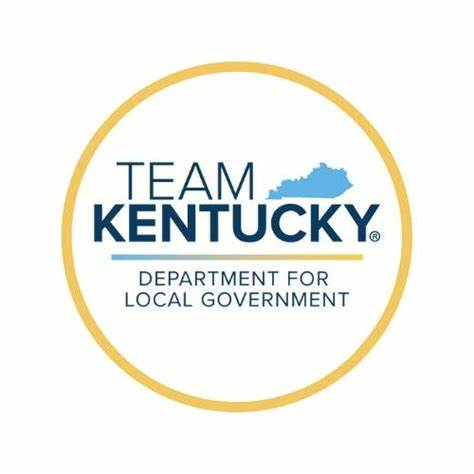 TEAM
KENTUCKY®
DEPARTMENT FOR
LOCAL GOVERNMENT